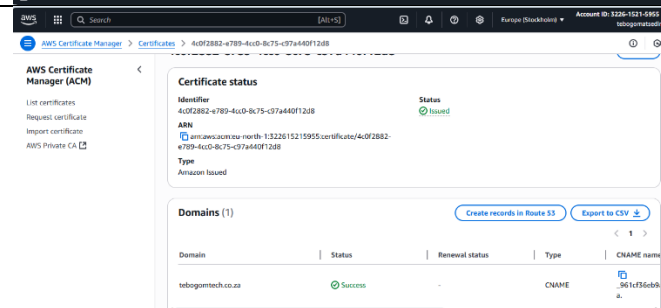 aws
Search
[Alt+S]
Europe (Stockholm)
Account ID: 3226-1521-5955
AWS Certificate Manager > Certificates > 4c0f2882-e789-4cc0-8c75-c97a440f12d8
AWS Certificate Manager (ACM)
List certificates
Request certificate
Import certificate
AWS Private CA
Certificate status
Identifier
4c0f2882-e789-4cc0-8c75-c97a440f12d8
Status
Issued
ARN
arn:aws:acm:eu-north-1:322615215955:certificate/4c0f2882-
e789-4cc0-8c75-c97a440f12d8
Type
Amazon Issued
Domains (1)
Create records in Route 53
Export to CSV
< 1 >
Domain
Status
Renewal status
Type
CNAME name
tebogomtech.co.za
Success
-
CNAME
_961cf36eb9
a.